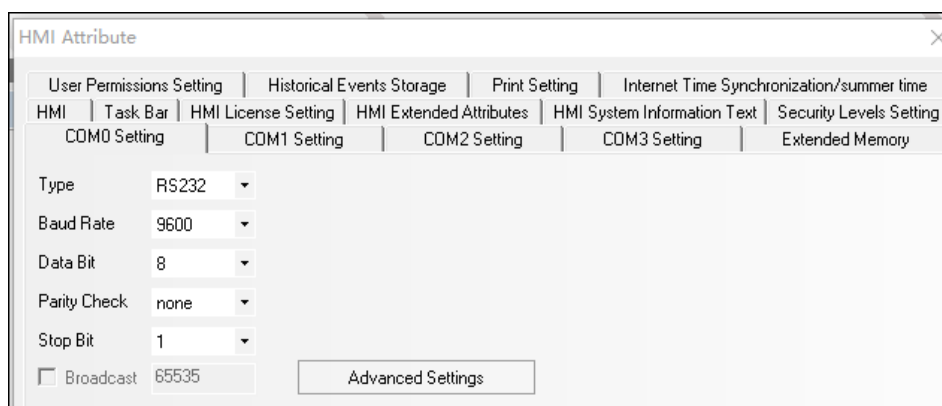 HMI Attribute
User Permissions Setting Historical Events Storage Print Setting Internet Time Synchronization/summer time
HMI Task Bar HMI License Setting HMI Extended Attributes HMI System Information Text Security Levels Setting
COM0 Setting COM1 Setting COM2 Setting COM3 Setting Extended Memory
Type RS232
Baud Rate 9600
Data Bit 8
Parity Check none
Stop Bit 1
Broadcast 65535 Advanced Settings